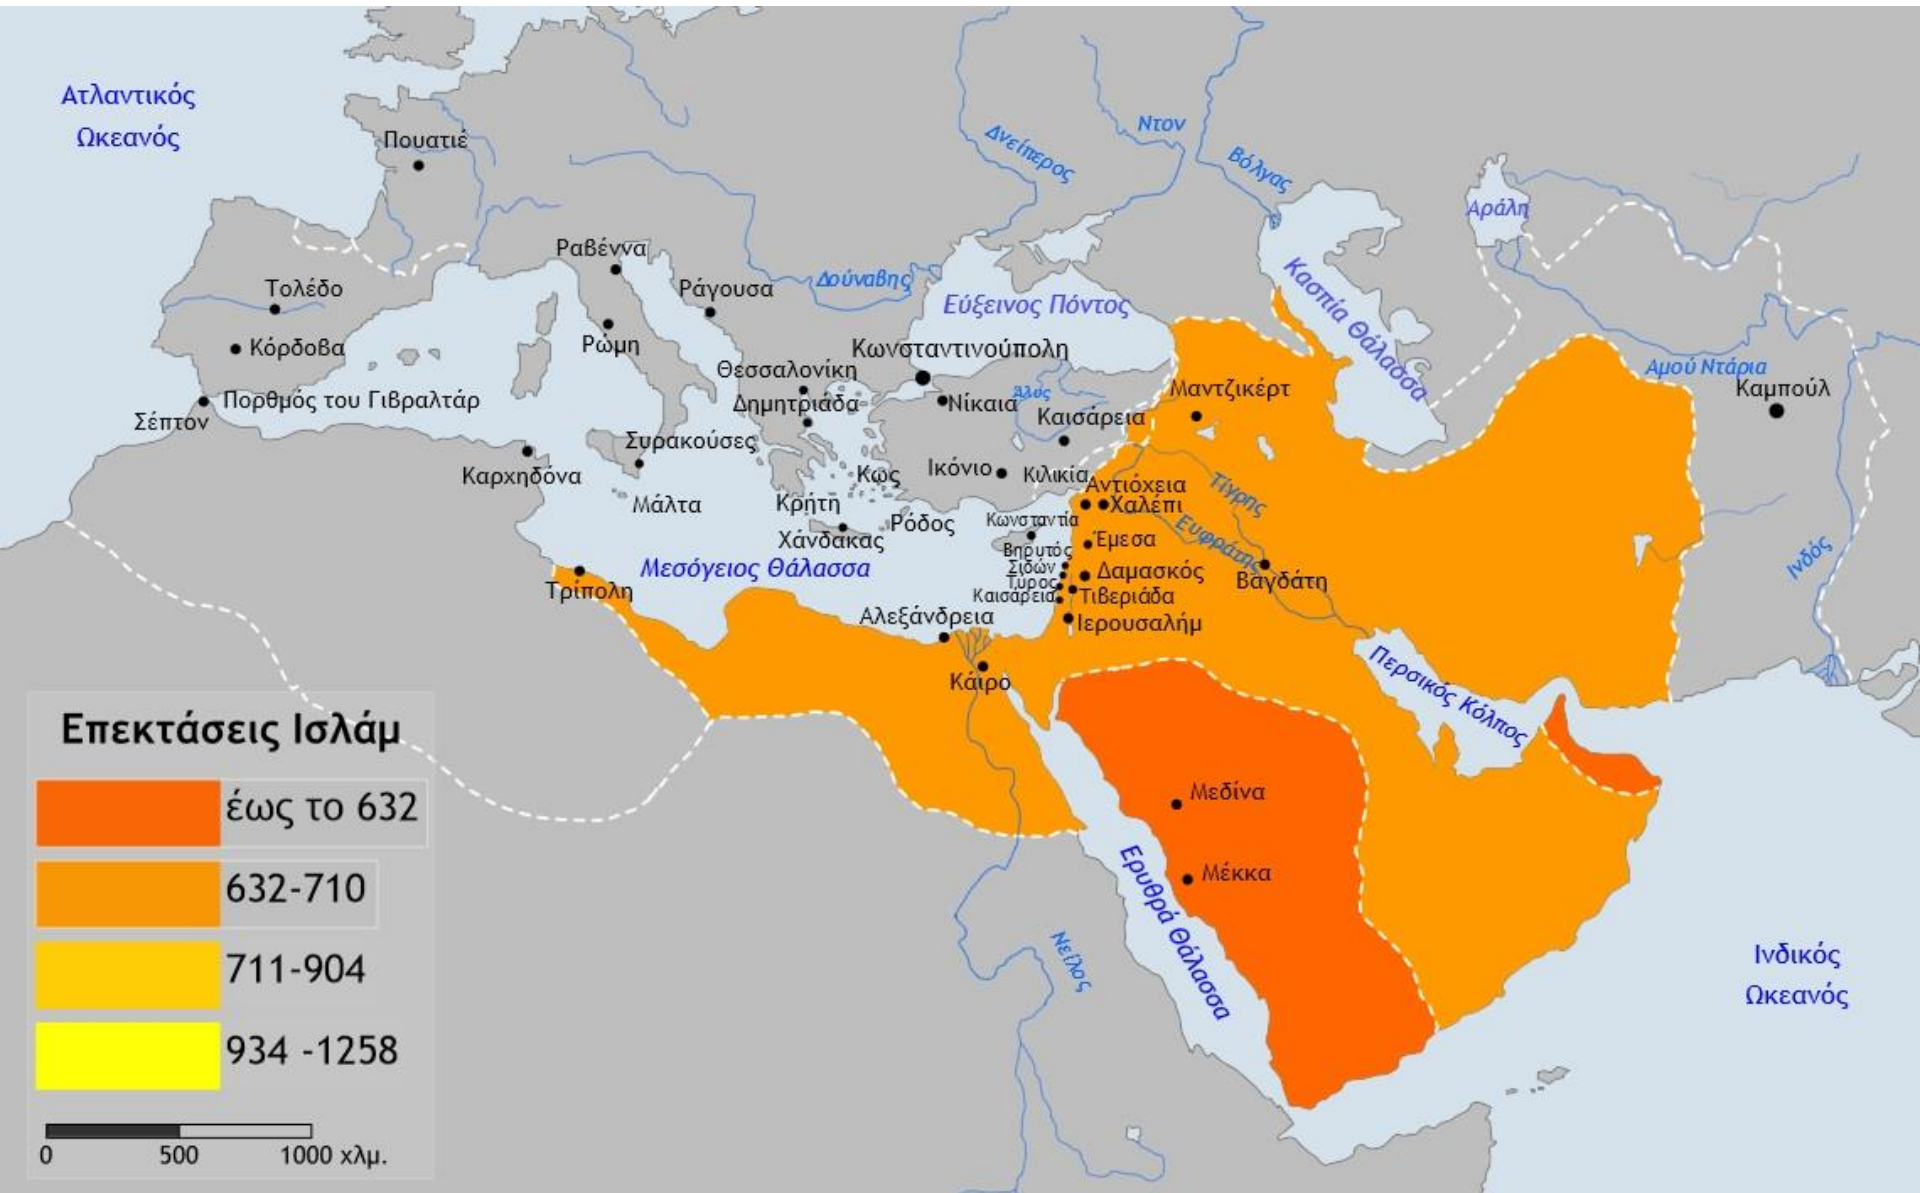 Ατλαντικός
Ωκεανός
Πουατιέ
Δνείπερος
Ντον
Βόλγας
Αράλη
Ραβέννα
Τολέδο
Ράγουσα
Δούναβης
Εύξεινος Πόντος
Κασπία Θάλασσα
Κόρδοβα
Ρώμη
Κωνσταντινούπολη
Θεσσαλονίκη
Αμού Ντάρια
Καμπούλ
Μαντζικέρτ
Άλυς
Πορθμός του Γιβραλτάρ
Δημητριάδα
Νίκαια
Καισάρεια
Σέπτον
Συρακούσες
Καρχηδόνα
Κως
Ικόνιο
Κιλικία
Αντιόχεια
Τίγρης
Μάλτα
Κρήτη
Χαλέπι
Ρόδος
Κωνσταντία
Χάνδακας
Ευφράτης
Έμεσα
Βηρυτός
Σιδών
Μεσόγειος Θάλασσα
Δαμασκός
Τύρος
Βαγδάτη
Ινδός
Τρίπολη
Καισάρεια
Τιβεριάδα
Αλεξάνδρεια
Ιερουσαλήμ
Κάιρο
Περσικός Κόλπος
Μεδίνα
Μέκκα
Ερυθρά Θάλασσα
Νείλος
Ινδικός
Ωκεανός
Επεκτάσεις Ισλάμ
έως το 632
632-710
711-904
934 -1258
0 500 1000 χλμ.